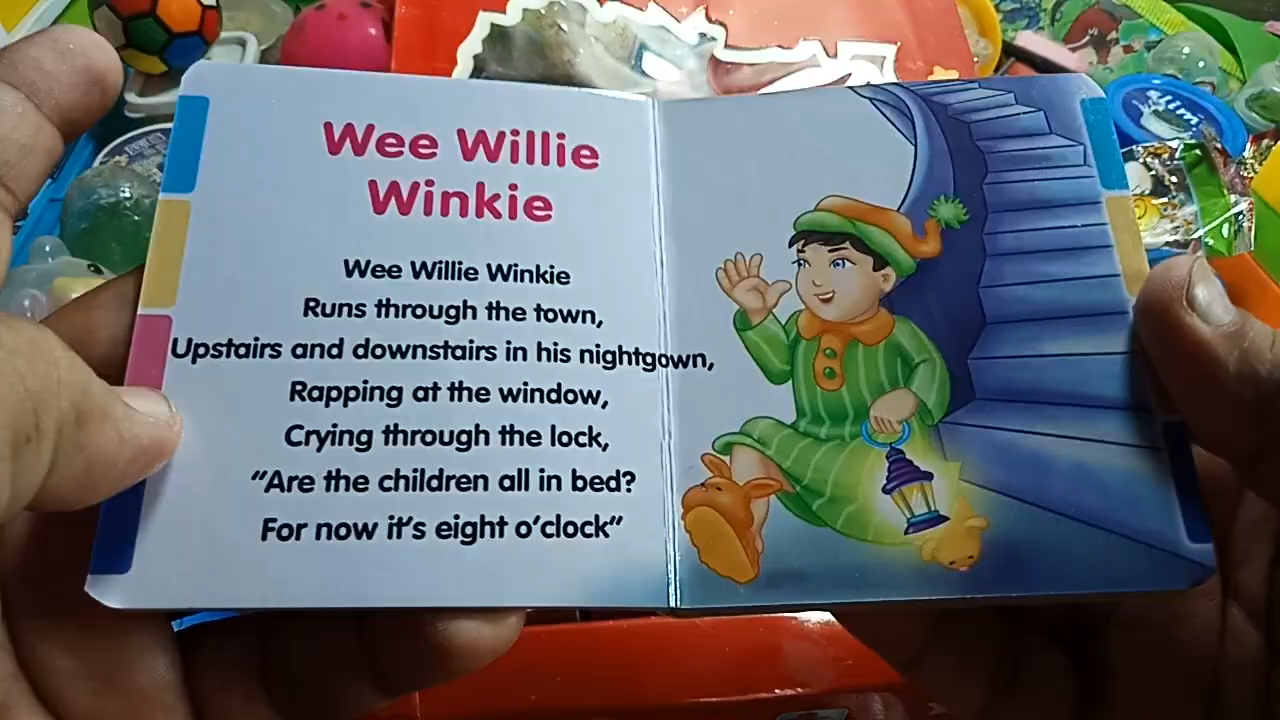 Wee Willie
Winkie
Wee Willie Winkie
Runs through the town,
Upstairs and downstairs in his nightgown,
Rapping at the window,
Crying through the lock,
“Are the children all in bed?
For now it's eight o'clock”